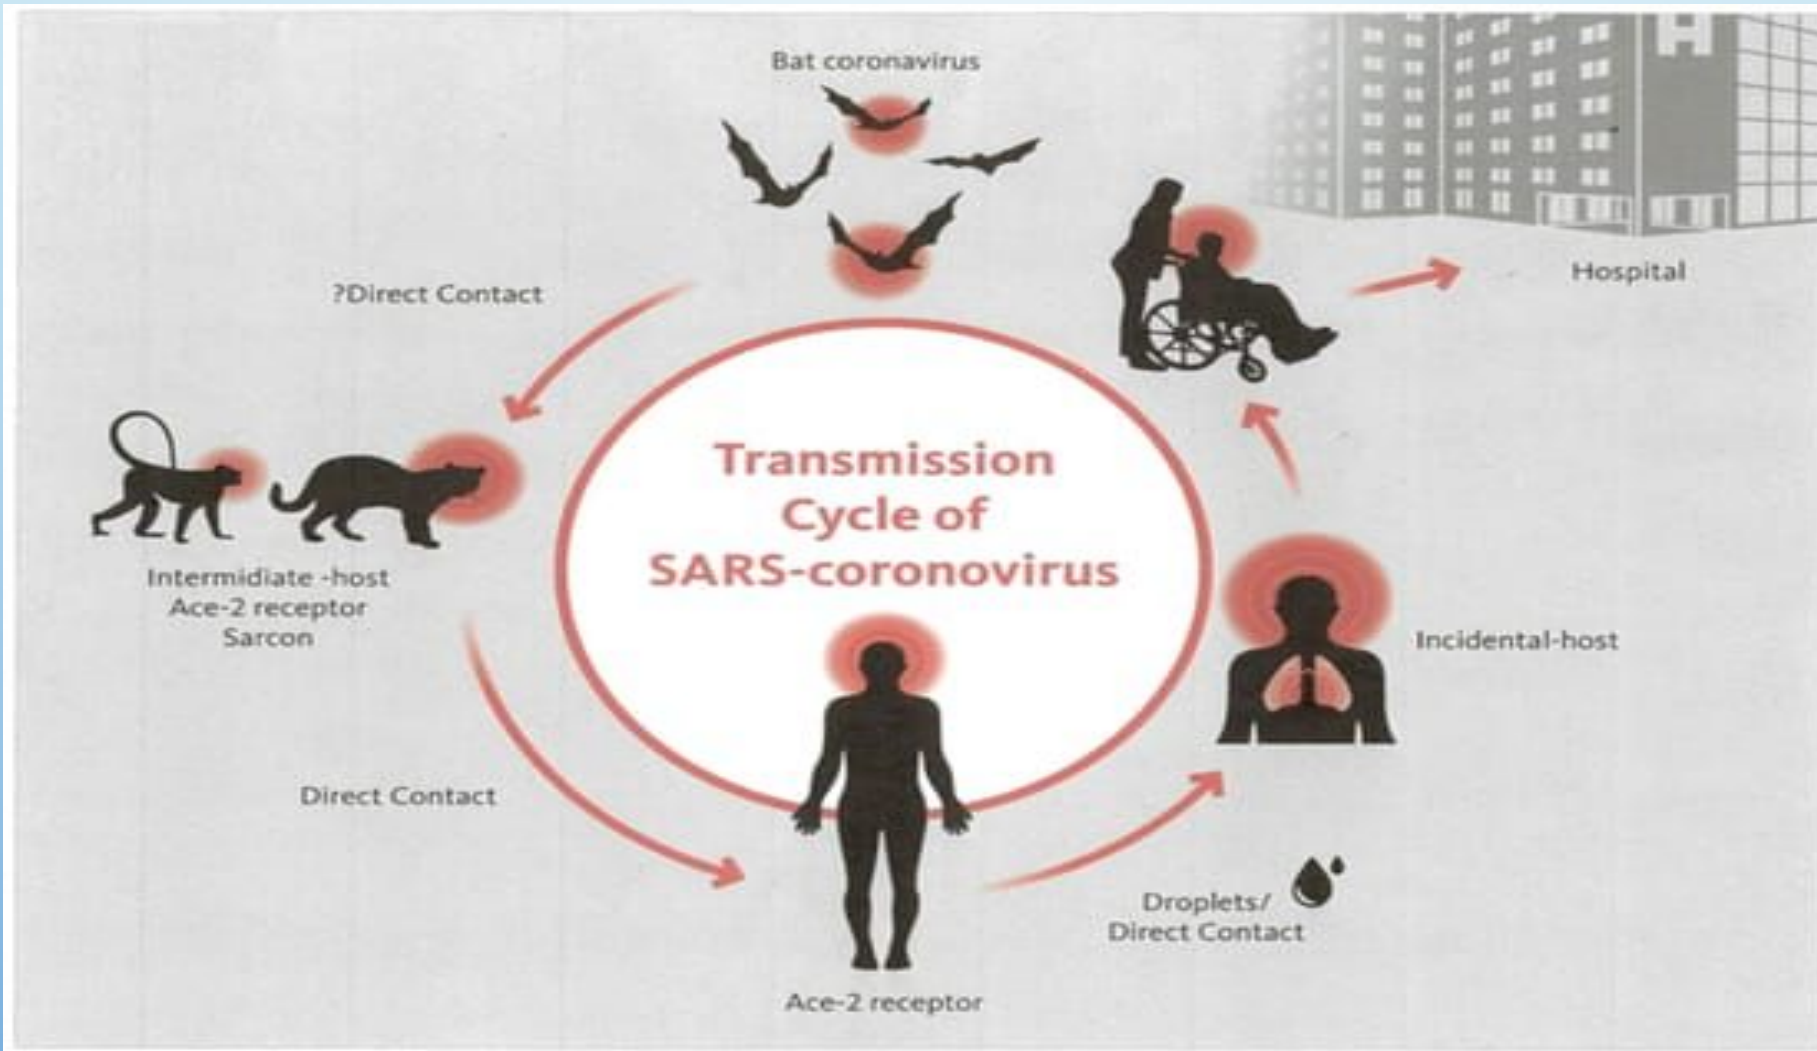 Bat coronavirus
H
?Direct Contact
Hospital
Transmission
Cycle of
SARS-coronovirus
Intermidiate -host
Ace-2 receptor
Sarcon
Incidental-host
Direct Contact
Droplets/
Direct Contact
Ace-2 receptor